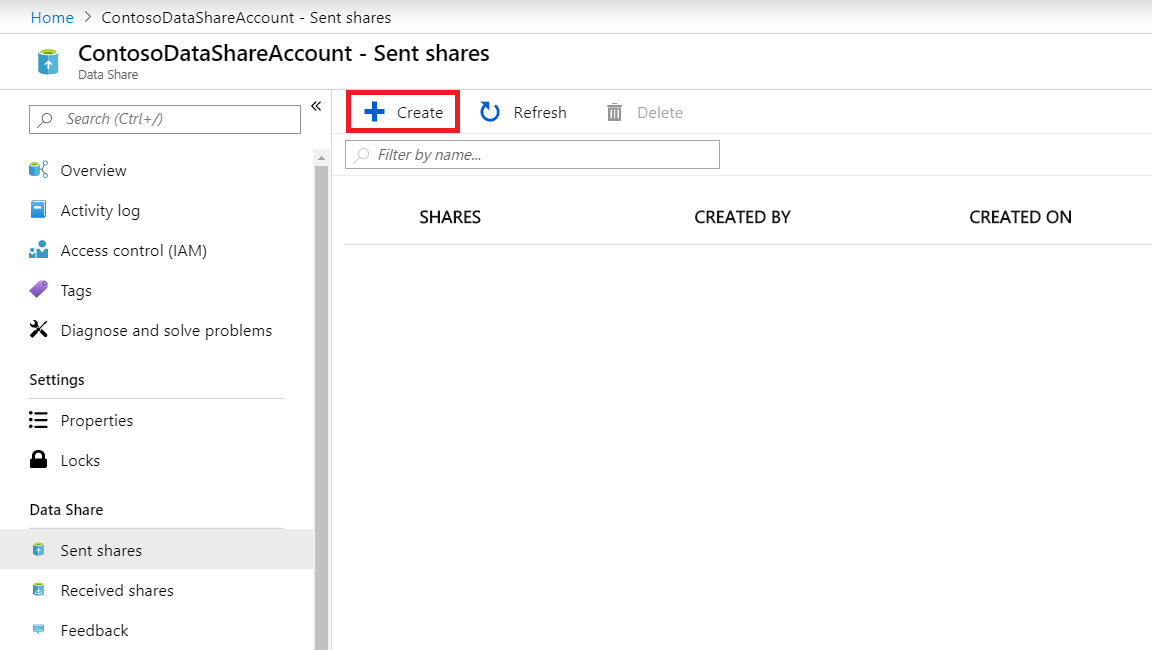 Home > ContosoDataShareAccount - Sent shares
ContosoDataShareAccount - Sent shares
Data Share
Search (Ctrl+/)
«
Overview
Activity log
Access control (IAM)
Tags
Diagnose and solve problems
Settings
Properties
Locks
Data Share
Sent shares
Received shares
Feedback
Create Refresh Delete
Filter by name...
SHARES CREATED BY CREATED ON